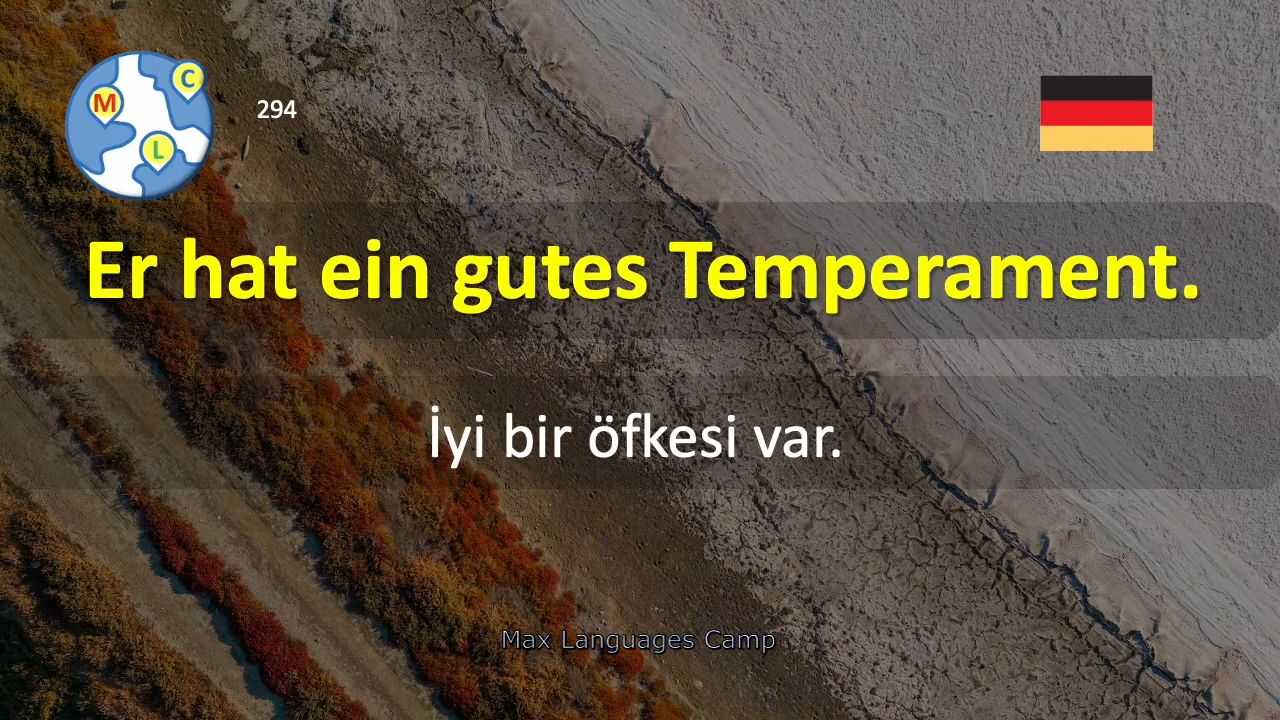 M
C
L
294
Er hat ein gutes Temperament.
İyi bir öfkesi var.
Max Languages Camp